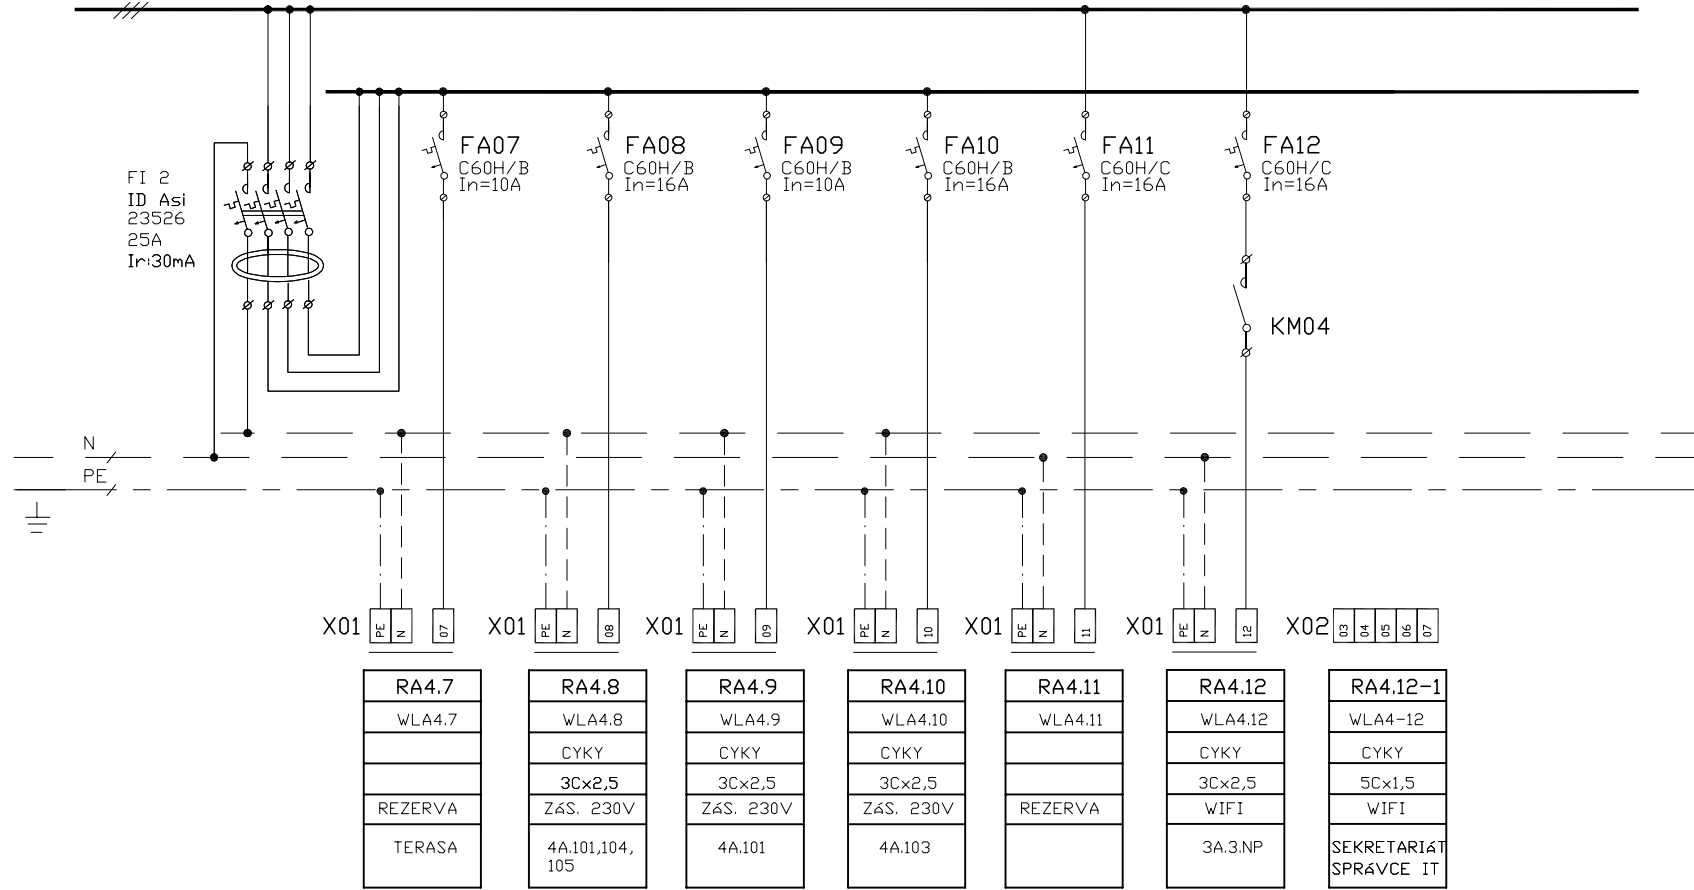 FA07
C60H/B
In=10A
FA08
C60H/B
In=16A
FA09
C60H/B
In=10A
FA10
C60H/B
In=16A
FA11
C60H/C
In=16A
FA12
C60H/C
In=16A
FI 2
ID Asi
23526
25A
Ir:30mA
KM04
N
PE
X01 PE N 07
X01 PE N 08
X01 PE N 09
X01 PE N 10
X01 PE N 11
X01 PE N 12
X02 03 04 05 06 07
RA4.7
WLA4.7
REZERVA
TERASA
RA4.8
WLA4.8
CYKY
3Cx2,5
ZáS. 230V
4A.101,104,
105
RA4.9
WLA4.9
CYKY
3Cx2,5
ZáS. 230V
4A.101
RA4.10
WLA4.10
CYKY
3Cx2,5
ZáS. 230V
4A.103
RA4.11
WLA4.11
REZERVA
RA4.12
WLA4.12
CYKY
3Cx2,5
WIFI
3A.3.NP
RA4.12-1
WLA4-12
CYKY
5Cx1,5
WIFI
SEKRETARIáT
SPRáVCE IT